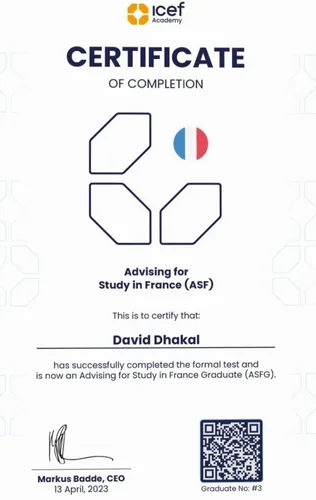 icef
Academy
CERTIFICATE
OF COMPLETION
Advising for
Study in France (ASF)
This is to certify that:
David Dhakal
has successfully completed the formal test and
is now an Advising for Study in France Graduate (ASFG).
Markus Badde, CEO
13 April, 2023
Graduate No: #3